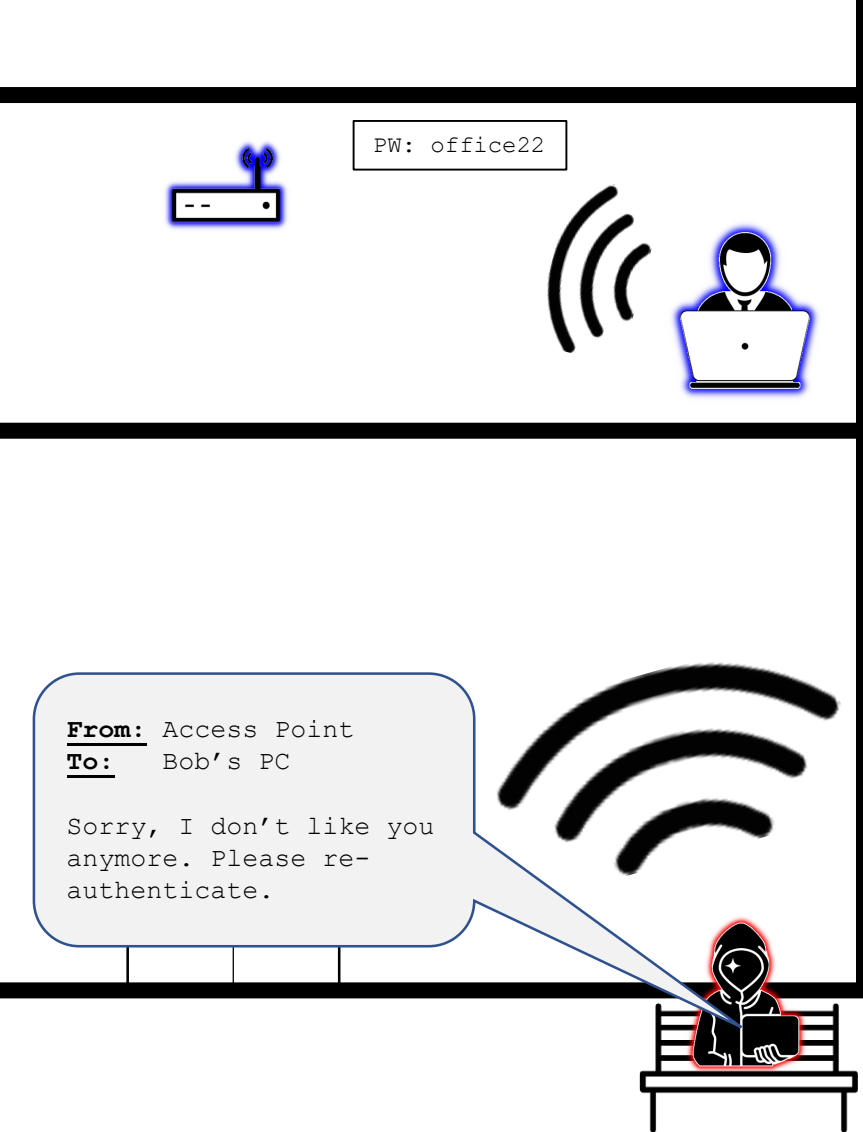 PW: office22
From: Access Point
To: Bob’s PC
Sorry, I don’t like you
anymore. Please re-
authenticate.